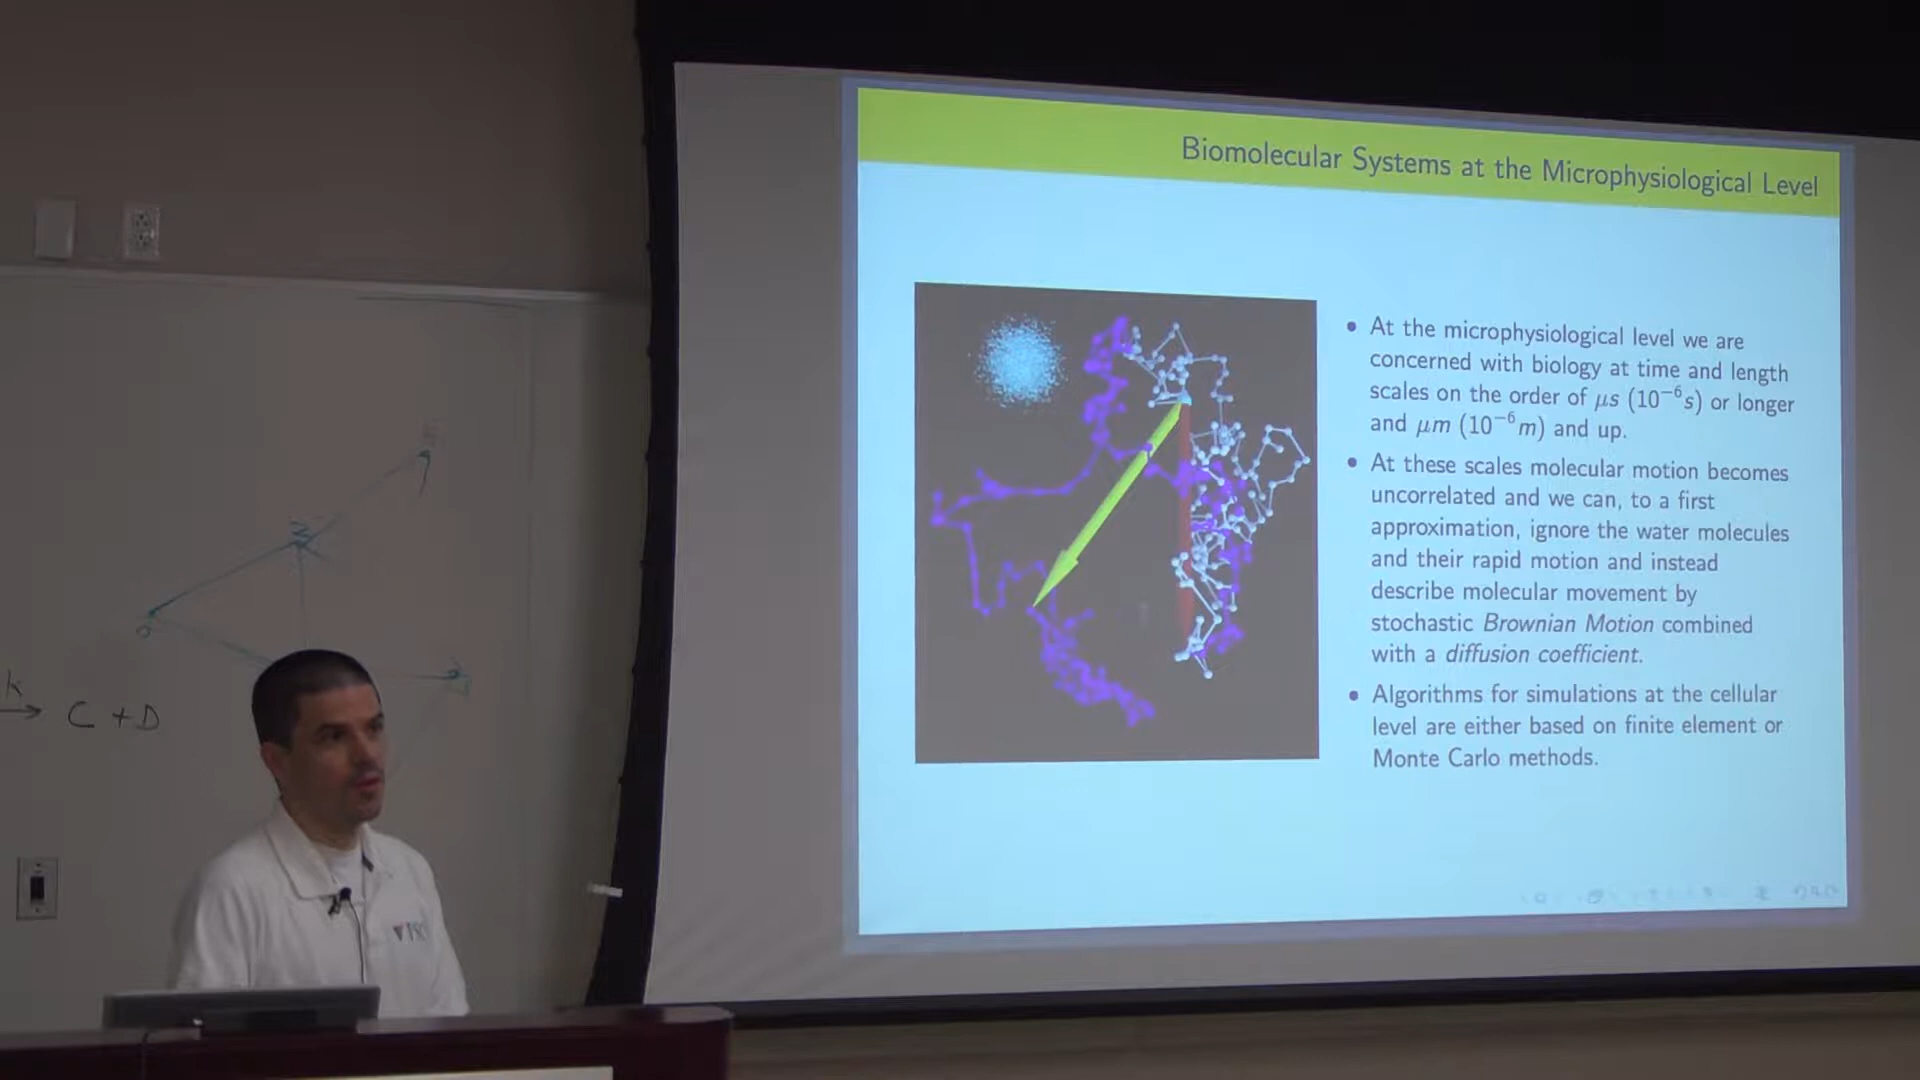 Biomolecular Systems at the Microphysiological Level
• At the microphysiological level we are
concerned with biology at time and length
scales on the order of μs (10⁻⁶s) or longer
and μm (10⁻⁶m) and up.
• At these scales molecular motion becomes
uncorrelated and we can, to a first
approximation, ignore the water molecules
and their rapid motion and instead
describe molecular movement by
stochastic Brownian Motion combined
with a diffusion coefficient.
• Algorithms for simulations at the cellular
level are either based on finite element or
Monte Carlo methods.
k
→ C + D